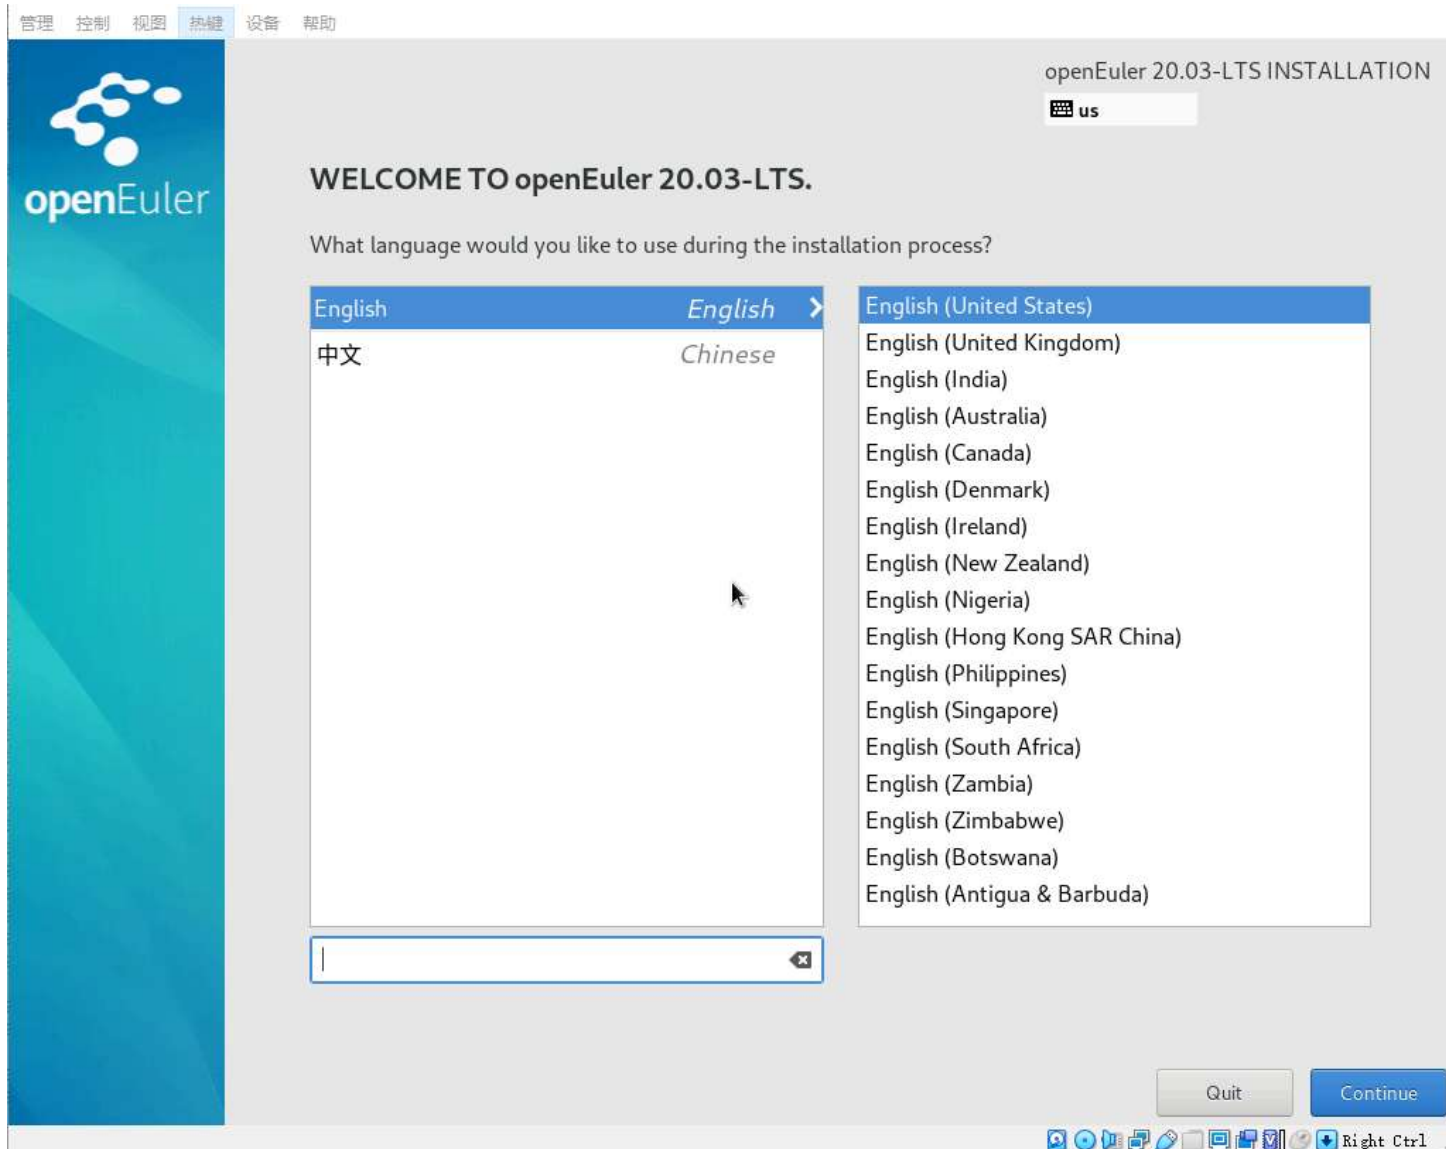 管理 控制 视图 热键 设备 帮助
openEuler
openEuler 20.03-LTS INSTALLATION
us
WELCOME TO openEuler 20.03-LTS.
What language would you like to use during the installation process?
English English
中文 Chinese
English (United States)
English (United Kingdom)
English (India)
English (Australia)
English (Canada)
English (Denmark)
English (Ireland)
English (New Zealand)
English (Nigeria)
English (Hong Kong SAR China)
English (Philippines)
English (Singapore)
English (South Africa)
English (Zambia)
English (Zimbabwe)
English (Botswana)
English (Antigua & Barbuda)
Quit Continue
Right Ctrl